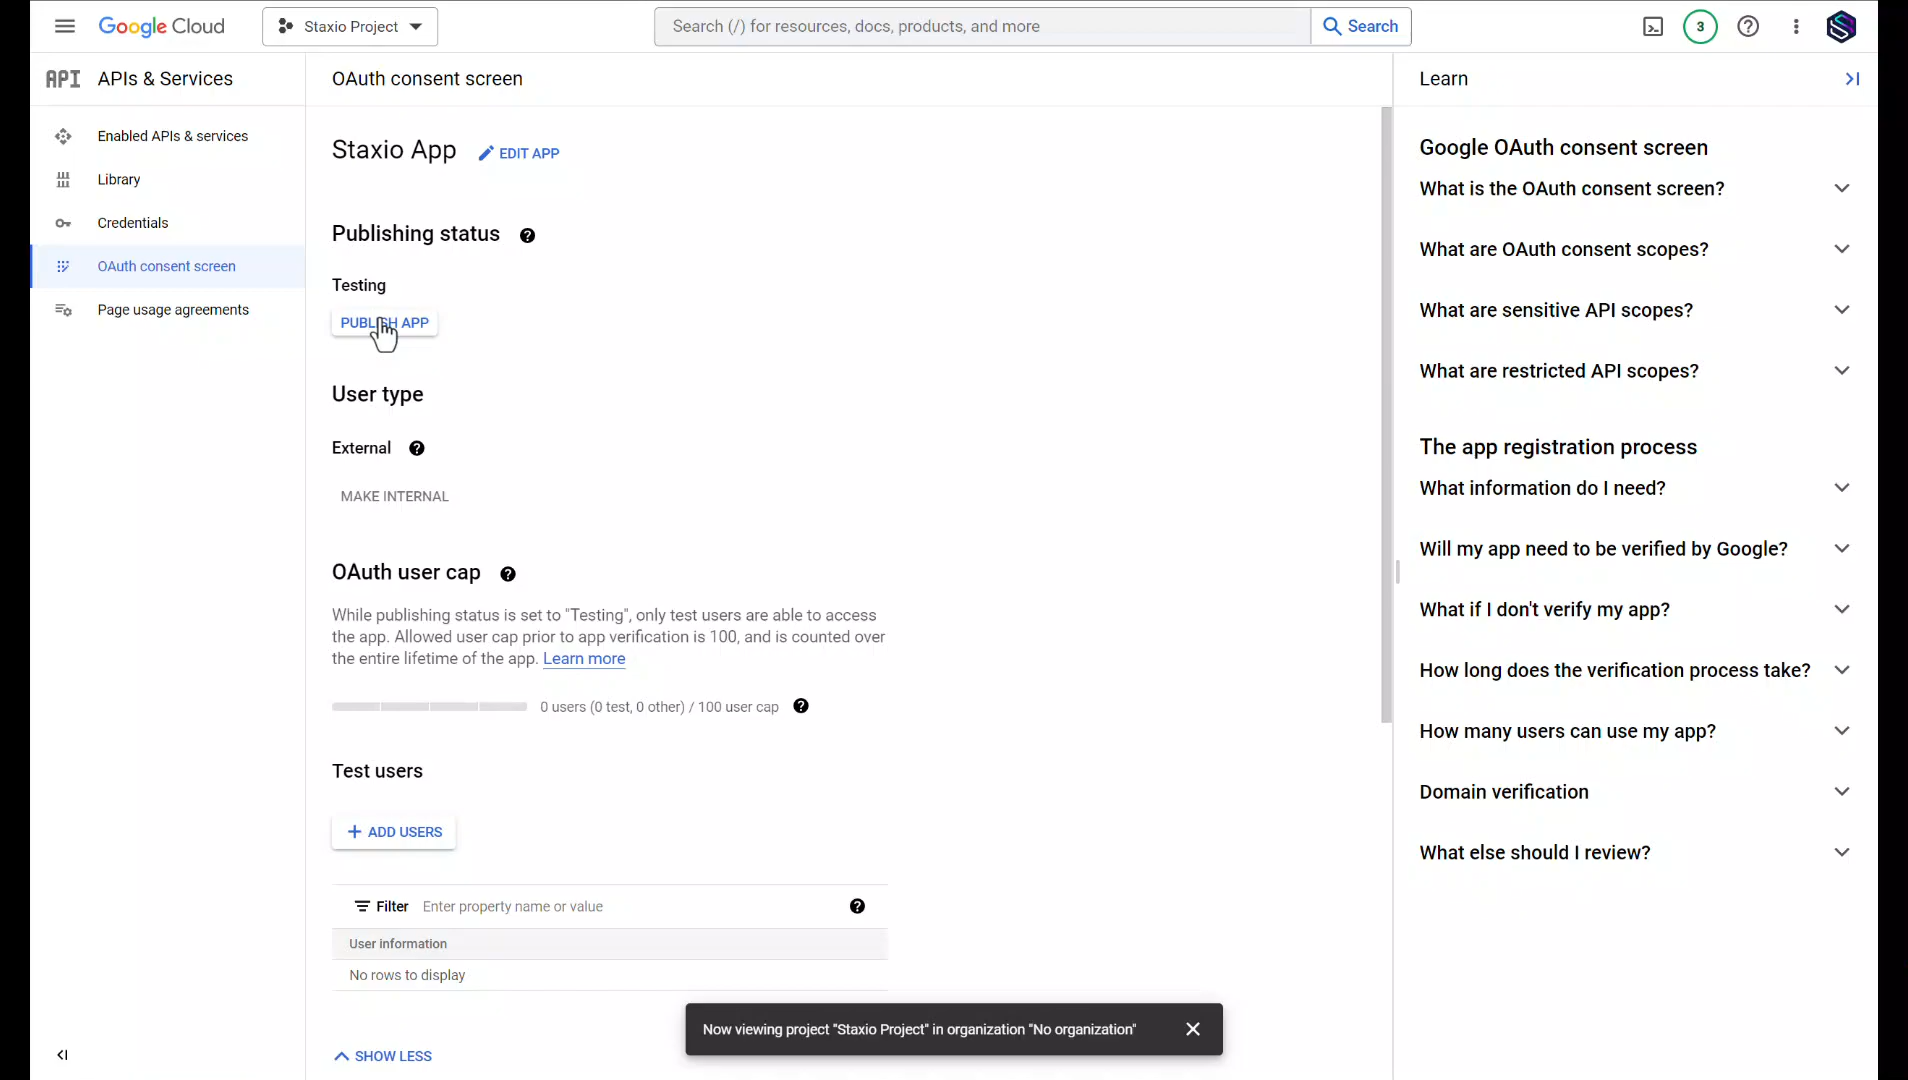 Google Cloud
Staxio Project
Search (/) for resources, docs, products, and more
Search
3
API APIs & Services
Enabled APIs & services
Library
Credentials
OAuth consent screen
Page usage agreements
OAuth consent screen
Staxio App
EDIT APP
Publishing status
Testing
PUBLISH APP
User type
External
MAKE INTERNAL
OAuth user cap
While publishing status is set to "Testing", only test users are able to access
the app. Allowed user cap prior to app verification is 100, and is counted over
the entire lifetime of the app. Learn more
0 users (0 test, 0 other) / 100 user cap
Test users
+ ADD USERS
Filter Enter property name or value
User information
No rows to display
SHOW LESS
Now viewing project "Staxio Project" in organization "No organization"
Learn
Google OAuth consent screen
What is the OAuth consent screen?
What are OAuth consent scopes?
What are sensitive API scopes?
What are restricted API scopes?
The app registration process
What information do I need?
Will my app need to be verified by Google?
What if I don't verify my app?
How long does the verification process take?
How many users can use my app?
Domain verification
What else should I review?